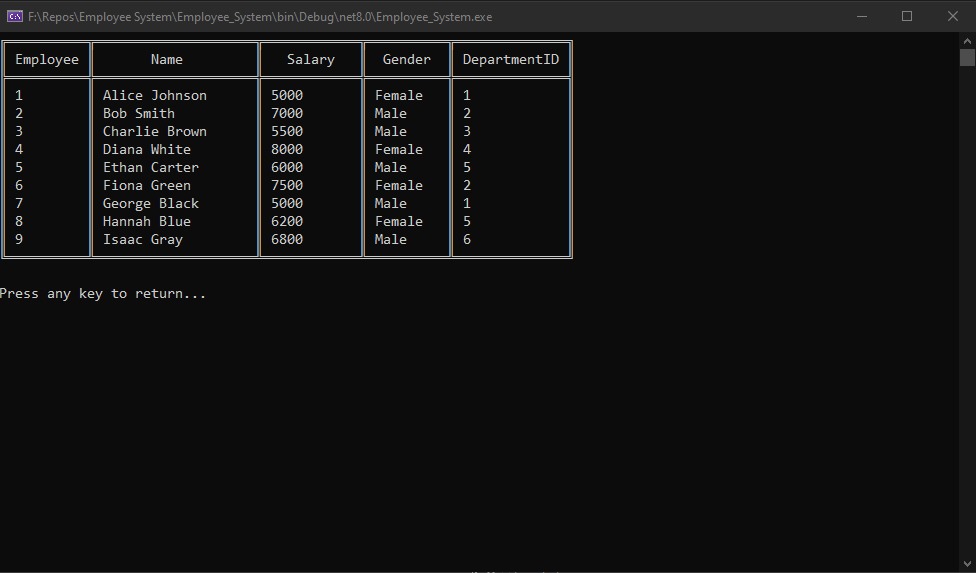 F:\Repos\Employee System\Employee_System\bin\Debug\net8.0\Employee_System.exe
Employee Name Salary Gender DepartmentID
1 Alice Johnson 5000 Female 1
2 Bob Smith 7000 Male 2
3 Charlie Brown 5500 Male 3
4 Diana White 8000 Female 4
5 Ethan Carter 6000 Male 5
6 Fiona Green 7500 Female 2
7 George Black 5000 Male 1
8 Hannah Blue 6200 Female 5
9 Isaac Gray 6800 Male 6
Press any key to return...